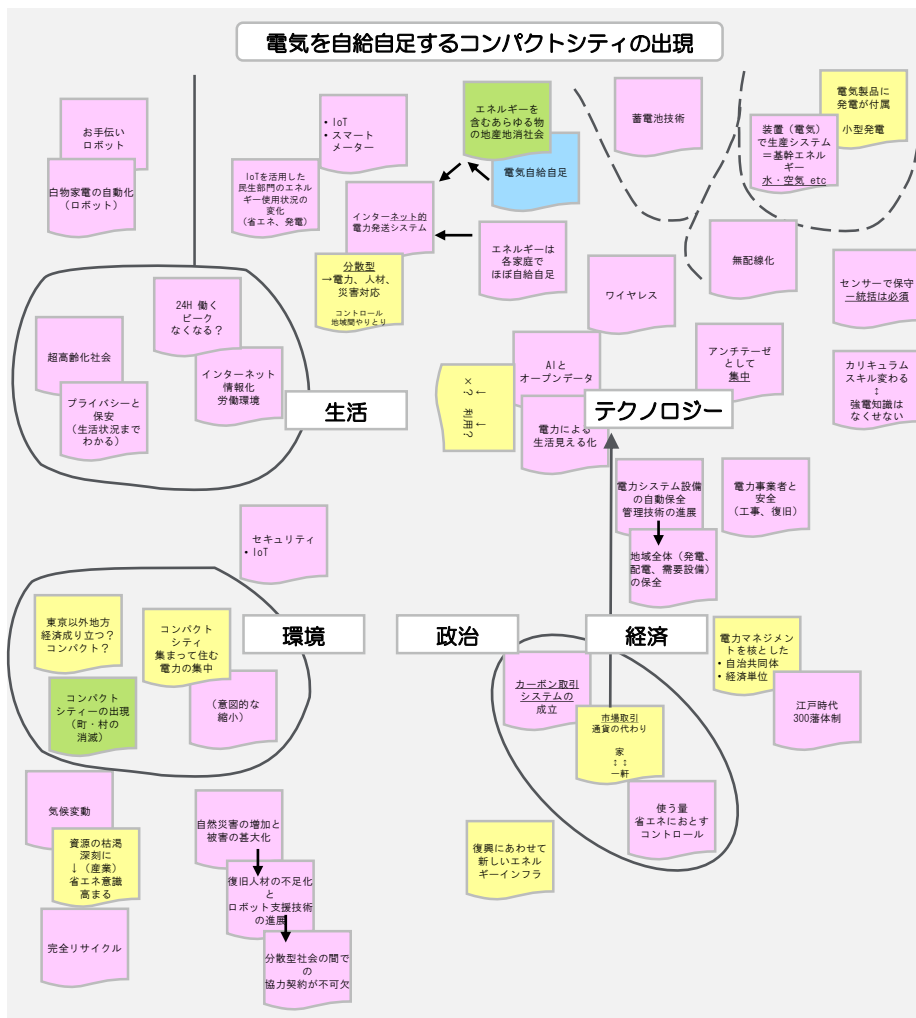 電気を自給自足するコンパクトシティの出現
お手伝い
ロボット
白物家電の自動化
（ロボット）
• IoT
• スマート
メーター
IoTを活用した
民生部門のエネル
ギー使用状況の
変化
（省エネ、発電）
エネルギーを
含むあらゆる物
の地産地消社会
電気自給自足
インターネット的
電力発送システム
分散型
→電力、人材、
災害対応
コントロール
地域間やりとり
エネルギーは
各家庭で
ほぼ自給自足
蓄電池技術
電気製品に
発電が付属
小型発電
装置（電気）
で生産システム
＝基幹エネル
ギー
水・空気 etc
無配線化
センサーで保守
一統括は必須
ワイヤレス
24H 働く
ピーク
なくなる？
超高齢化社会
インターネット
情報化
労働環境
プライバシーと
保安
（生活状況まで
わかる）
生活
×？ ↓
利用？ ↓
AIと
オープンデータ
電力による
生活見える化
アンチテーゼ
として
集中
テクノロジー
カリキュラム
スキル変わる
↕
強電知識は
なくせない
電力システム設備
の自動保全
管理技術の進展
地域全体（発電、
配電、需要設備）
の保全
電力事業者と
安全
（工事、復旧）
セキュリティ
• IoT
環境
東京以外地方
経済成り立つ？
コンパクト？
コンパクト
シティ
集まって住む
電力の集中
コンパクト
シティーの出現
（町・村の
消滅）
（意図的な
縮小）
政治
経済
カーボン取引
システムの
成立
市場取引
通貨の代わり
家
↕ ↕
一軒
使う量
省エネにおとす
コントロール
電力マネジメン
トを核とした
• 自治共同体
• 経済単位
江戸時代
300藩体制
気候変動
資源の枯渇
深刻に
↓（産業）
省エネ意識
高まる
完全リサイクル
自然災害の増加と
被害の甚大化
復旧人材の不足化
と
ロボット支援技術
の進展
分散型社会の間で
の
協力契約が不可欠
復興にあわせて
新しいエネル
ギーインフラ